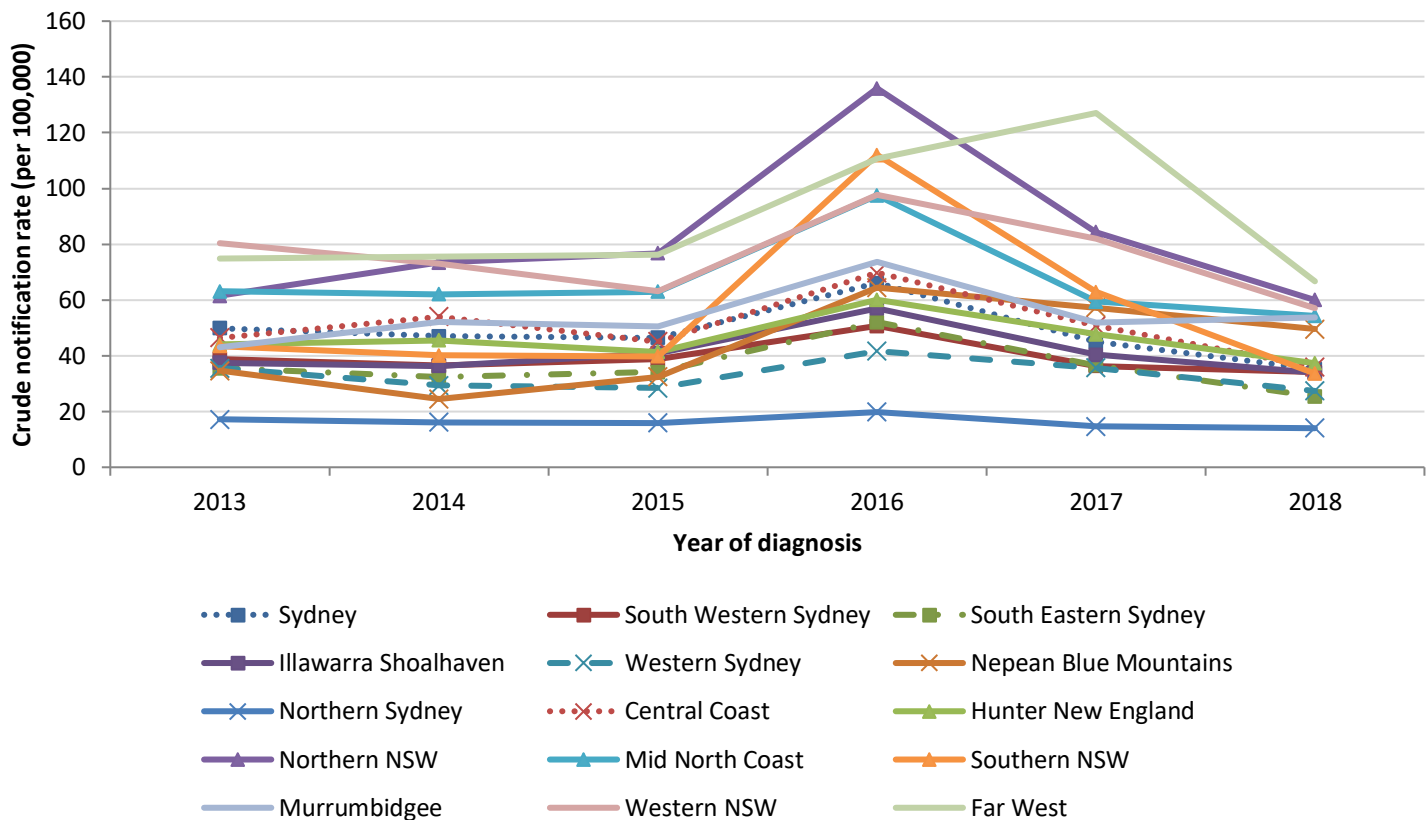 160
140
120
100
80
60
40
20
0
Crude notification rate (per 100,000)
2013 2014 2015 2016 2017 2018
Year of diagnosis
Sydney South Western Sydney South Eastern Sydney
Illawarra Shoalhaven Western Sydney Nepean Blue Mountains
Northern Sydney Central Coast Hunter New England
Northern NSW Mid North Coast Southern NSW
Murrumbidgee Western NSW Far West